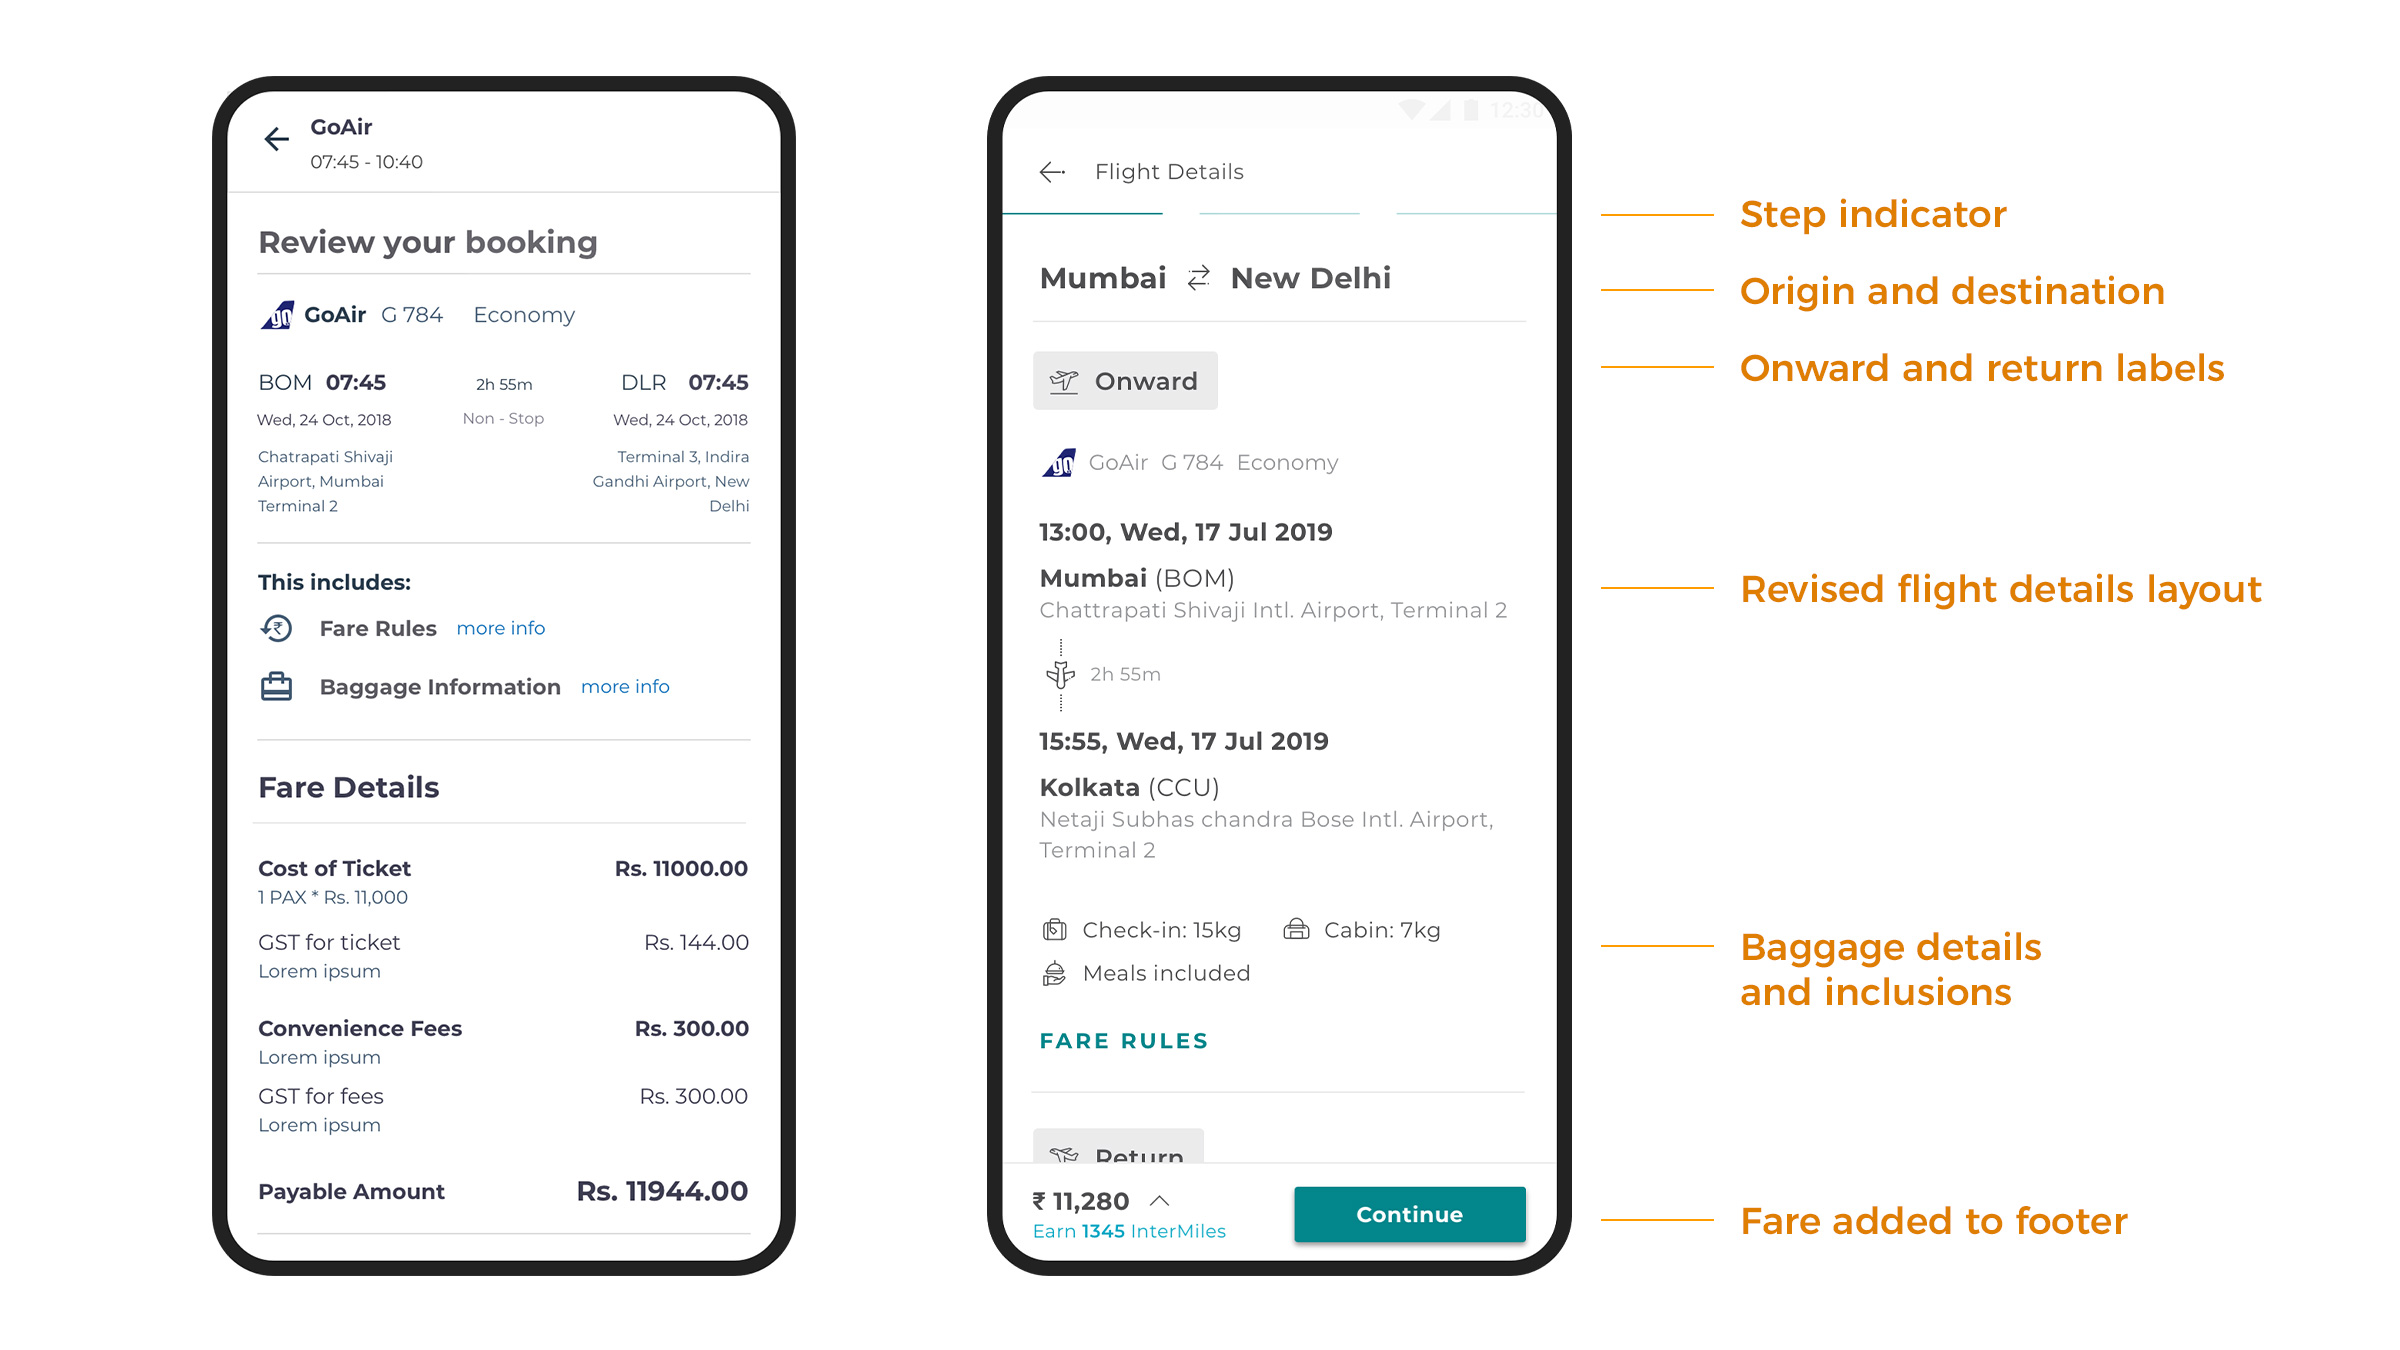 GoAir
07:45 - 10:40
Review your booking
go GoAir G 784 Economy
BOM 07:45 2h 55m DLR 07:45
Wed, 24 Oct, 2018 Non - Stop Wed, 24 Oct, 2018
Chatrapati Shivaji Terminal 3, Indira
Airport, Mumbai Gandhi Airport, New
Terminal 2 Delhi
This includes:
Fare Rules more info
Baggage Information more info
Fare Details
Cost of Ticket Rs. 11000.00
1 PAX * Rs. 11,000
GST for ticket Rs. 144.00
Lorem ipsum
Convenience Fees Rs. 300.00
Lorem ipsum
GST for fees Rs. 300.00
Lorem ipsum
Payable Amount Rs. 11944.00
12:30
Flight Details
Mumbai New Delhi
Onward
go GoAir G 784 Economy
13:00, Wed, 17 Jul 2019
Mumbai (BOM)
Chattrapati Shivaji Intl. Airport, Terminal 2
2h 55m
15:55, Wed, 17 Jul 2019
Kolkata (CCU)
Netaji Subhas chandra Bose Intl. Airport,
Terminal 2
Check-in: 15kg Cabin: 7kg
Meals included
FARE RULES
Return
₹ 11,280
Earn 1345 InterMiles
Continue
Step indicator
Origin and destination
Onward and return labels
Revised flight details layout
Baggage details
and inclusions
Fare added to footer